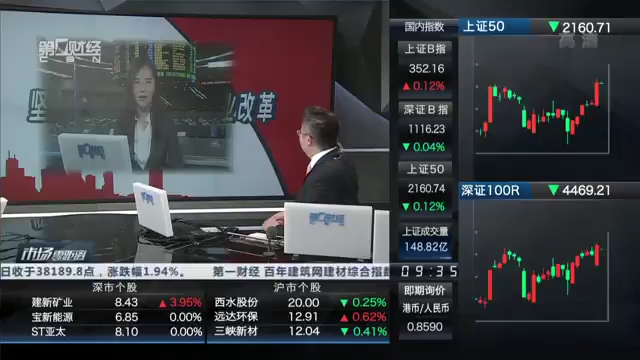 第一财经
CBN
坚
业改革
市场零距离
日收于38189.8点，涨跌幅1.94%。 第一财经 百年建筑网建材综合指
深市个股 沪市个股
建新矿业 8.43 ▲3.95% 西水股份 20.00 ▼0.25%
宝新能源 6.85 0.00% 远达环保 12.91 ▲0.62%
ST亚太 8.10 0.00% 三峡新材 12.04 ▼0.41%
国内指数
上证B指
352.16
▲0.12%
深证B指
1116.23
▼0.04%
上证50
2160.74
▼0.12%
上证成交量
148.82亿
09:35
即期询价
港币/人民币
0.8590
上证50 ▼2160.71
高清
深证100R ▼4469.21